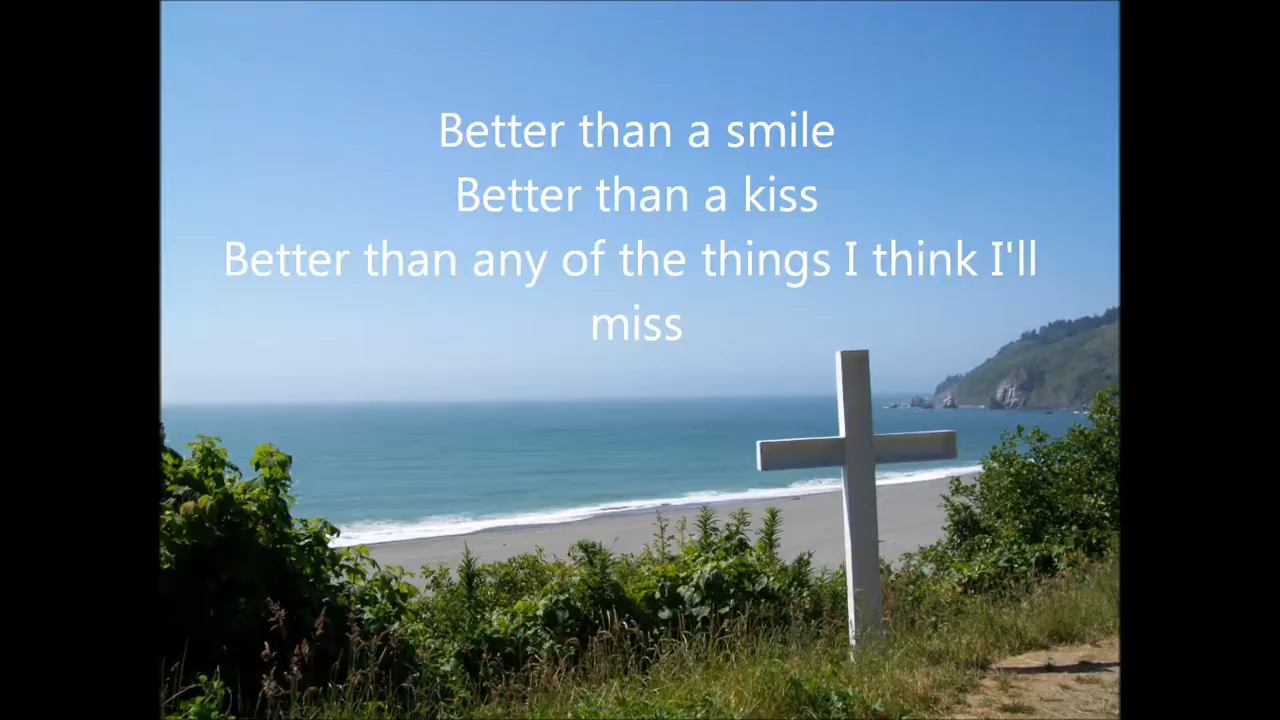 Better than a smile
Better than a kiss
Better than any of the things I think I'll
miss